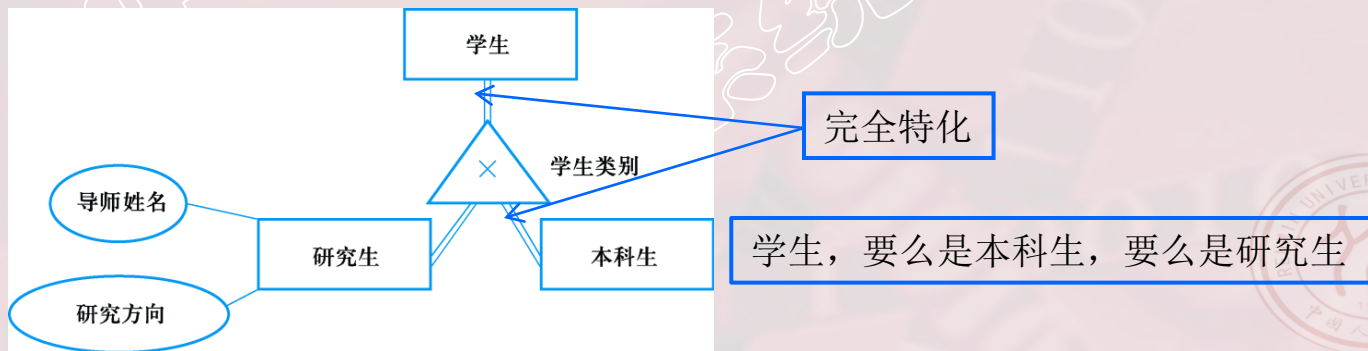 学生
完全特化
×
学生类别
导师姓名
研究生
本科生
学生，要么是本科生，要么是研究生
研究方向